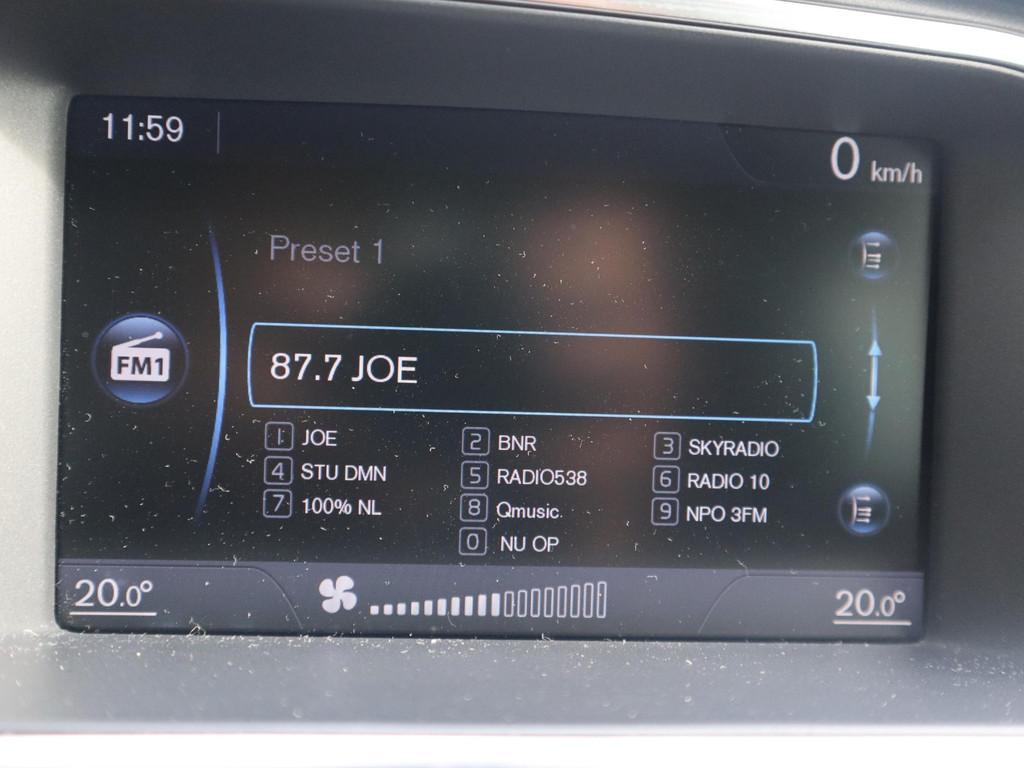 11:59
0 km/h
Preset 1
FM1
87.7 JOE
1 JOE 2 BNR 3 SKYRADIO
4 STU DMN 5 RADIO538 6 RADIO 10
7 100% NL 8 Qmusic 9 NPO 3FM
0 NU OP
20.0° 20.0°